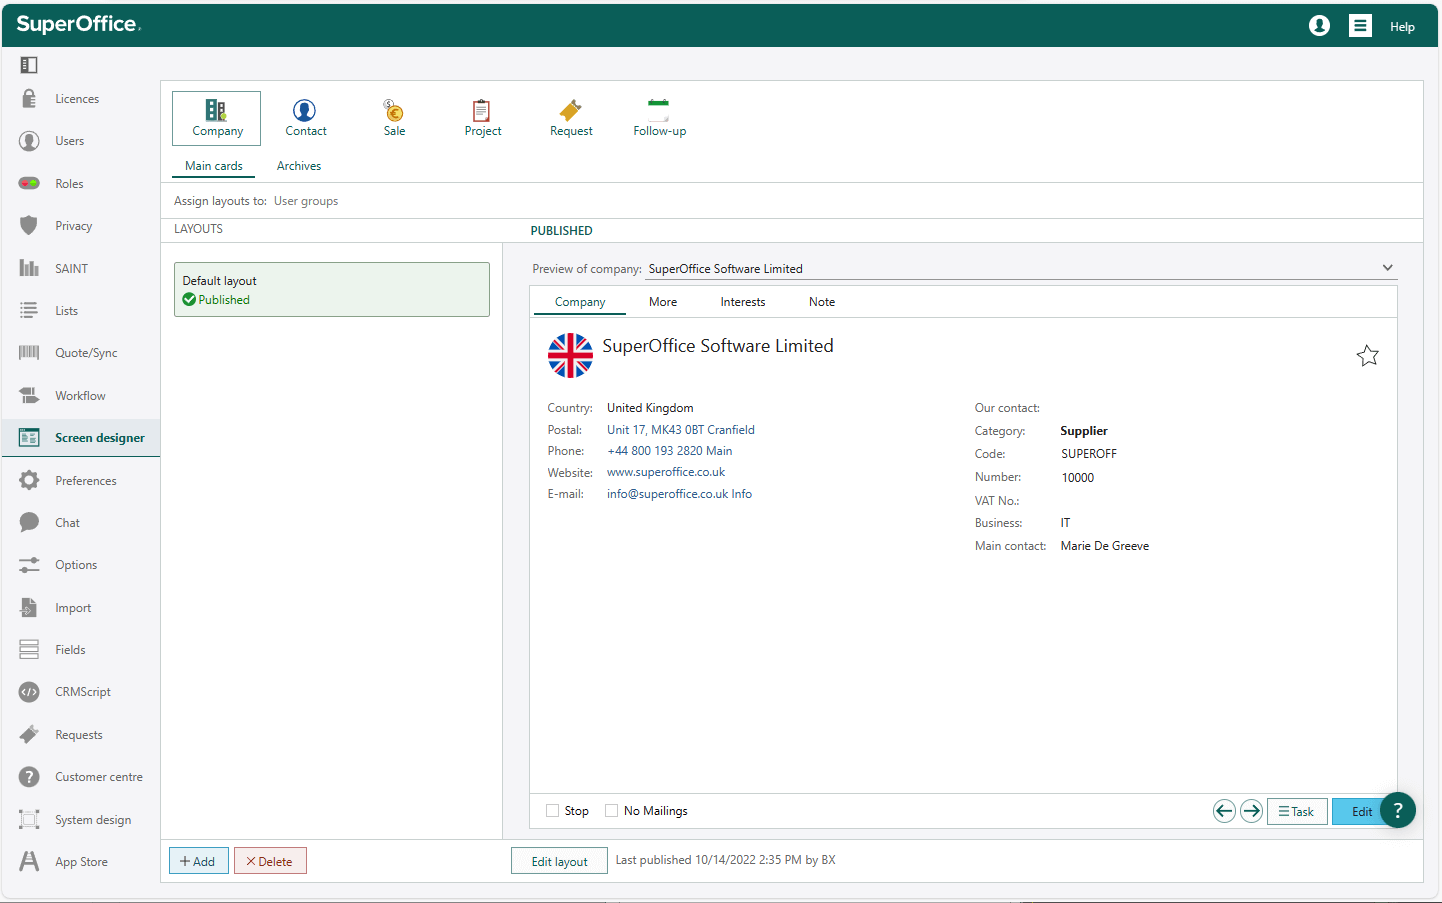 SuperOffice.
Help
Licences
Users
Roles
Privacy
SAINT
Lists
Quote/Sync
Workflow
Screen designer
Preferences
Chat
Options
Import
Fields
CRMScript
Requests
Customer centre
System design
App Store
Company
Contact
Sale
Project
Request
Follow-up
Main cards
Archives
Assign layouts to: User groups
LAYOUTS
PUBLISHED
Default layout
Published
Preview of company: SuperOffice Software Limited
Company
More
Interests
Note
SuperOffice Software Limited
Country: United Kingdom
Postal: Unit 17, MK43 0BT Cranfield
Phone: +44 800 193 2820 Main
Website: www.superoffice.co.uk
E-mail: info@superoffice.co.uk Info
Our contact:
Category: Supplier
Code: SUPEROFF
Number: 10000
VAT No.:
Business: IT
Main contact: Marie De Greeve
Stop
No Mailings
Task
Edit
?
+ Add
Delete
Edit layout
Last published 10/14/2022 2:35 PM by BX